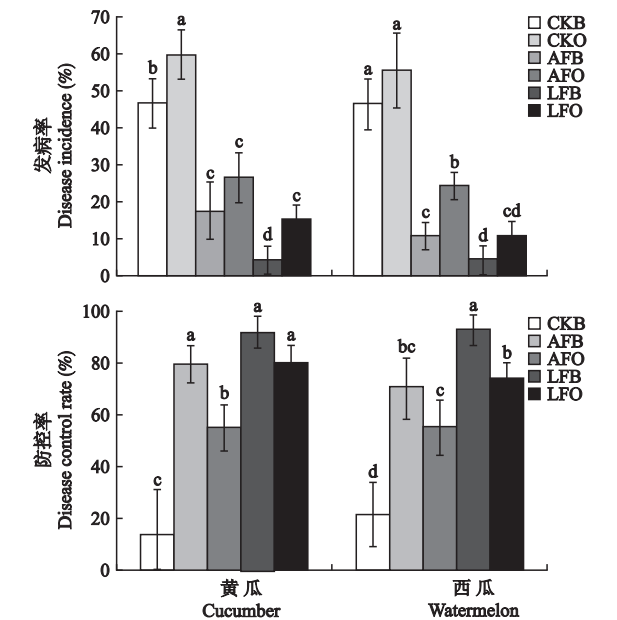 发病率
Disease incidence (%)
70
60
50
40
30
20
10
0
b
a
c
c
d
c
a
a
c
b
d
cd
CKB
CKO
AFB
AFO
LFB
LFO
防控率
Disease control rate (%)
100
80
60
40
20
0
c
a
b
a
a
d
bc
c
a
b
CKB
AFB
AFO
LFB
LFO
黄瓜
Cucumber
西瓜
Watermelon